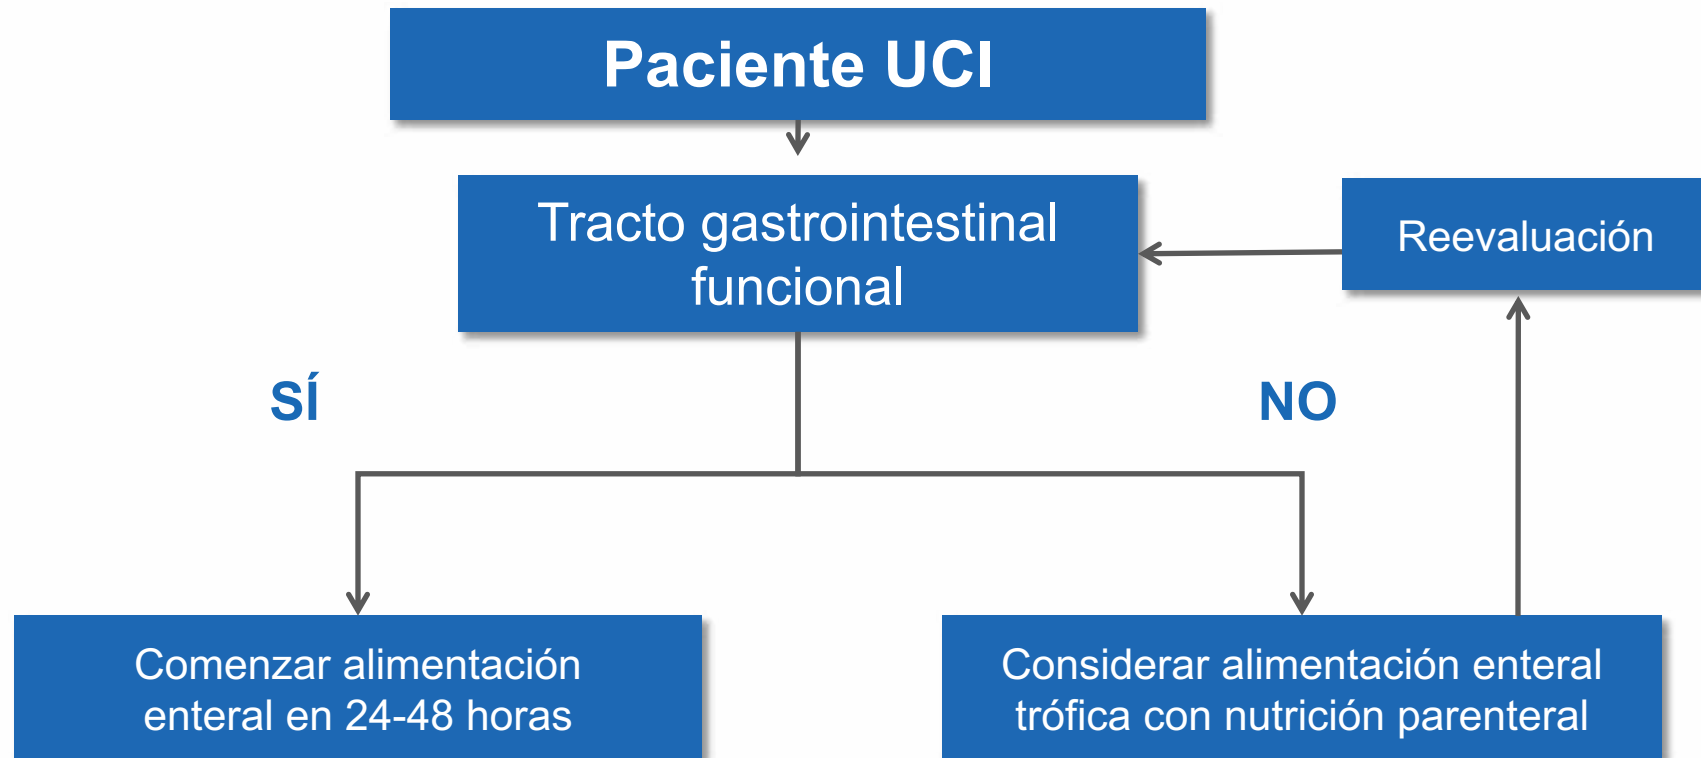 Paciente UCI
Tracto gastrointestinal
funcional
Reevaluación
SÍ
NO
Comenzar alimentación
enteral en 24-48 horas
Considerar alimentación enteral
trófica con nutrición parenteral